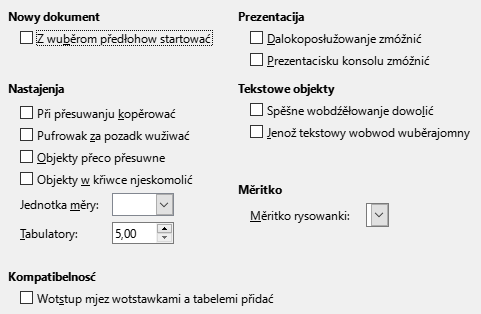 Nowy dokument
Z wuběrom předłohow startować
Nastajenja
Při přesuwanju kopěrować
Pufrowak za pozadk wužiwać
Objekty přeco přesuwne
Objekty w křiwce njeskomolić
Jednotka měry:
Tabulatory: 5,00
Kompatibelnosć
Wotstup mjez wotstawkami a tabelemi přidać
Prezentacija
Dalokoposłužowanje zmóžnić
Prezentacisku konsolu zmóžnić
Tekstowe objekty
Spěšne wobdźěłowanje dowolić
Jenož tekstowy wobwod wuběrajomny
Měritko
Měritko rysowanki: